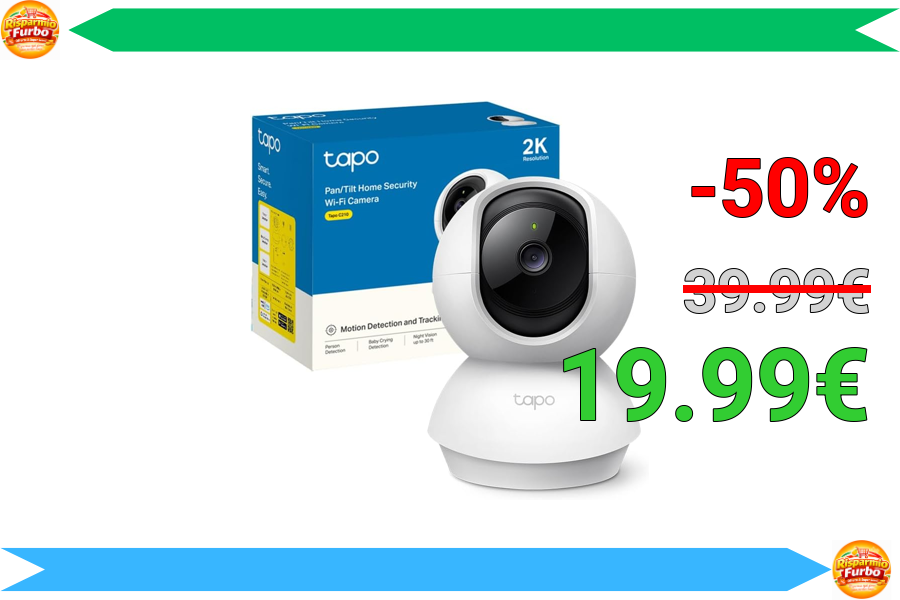 Risparmio
Furbo
tapo
Pan/Tilt Home Security
Wi-Fi Camera
Tapo C210
2K
Resolution
tapo
Smart.
Secure.
Easy.
Motion Detection and Tracki
Person
Detection
Baby Crying
Detection
Night Vision
up to 30 ft
tapo
-50%
39.99€
19.99€
Risparmio
Furbo